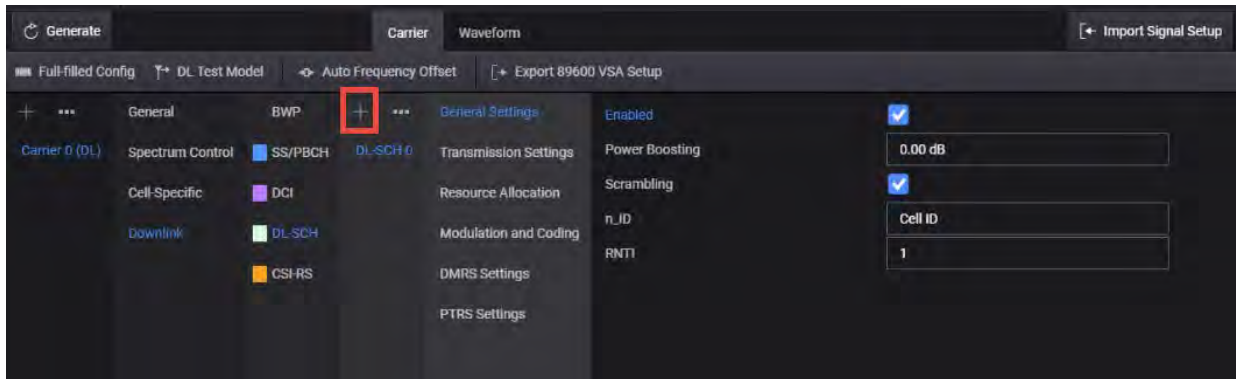 Generate
Carrier
Waveform
Import Signal Setup
Full-filled Config
DL Test Model
Auto Frequency Offset
Export 89600 VSA Setup
Carrier 0 (DL)
General
Spectrum Control
Cell-Specific
Downlink
BWP
SS/PBCH
DCI
DL-SCH
CSI-RS
DL-SCH 0
General Settings
Transmission Settings
Resource Allocation
Modulation and Coding
DMRS Settings
PTRS Settings
Enabled
Power Boosting 0.00 dB
Scrambling
n_ID Cell ID
RNTI 1